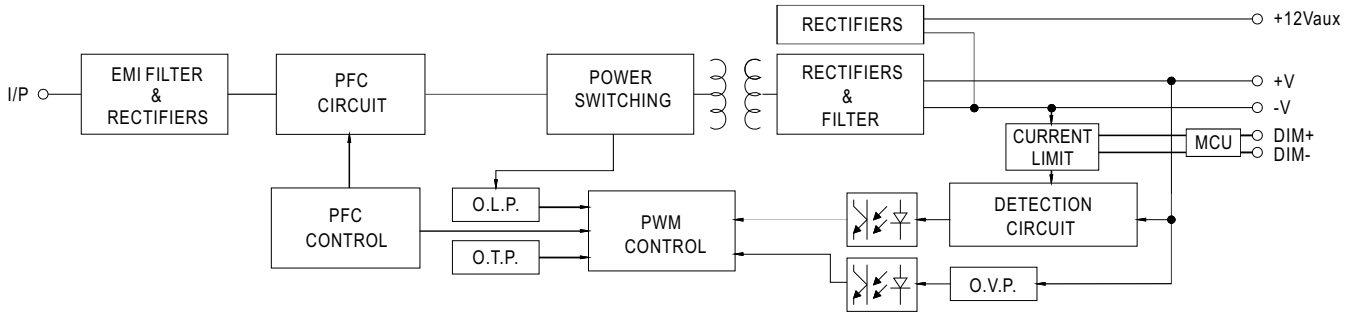 RECTIFIERS
+12Vaux
I/P
EMI FILTER
&
RECTIFIERS
PFC
CIRCUIT
POWER
SWITCHING
RECTIFIERS
&
FILTER
+V
-V
CURRENT
LIMIT
MCU
DIM+
DIM-
PFC
CONTROL
O.L.P.
O.T.P.
PWM
CONTROL
DETECTION
CIRCUIT
O.V.P.